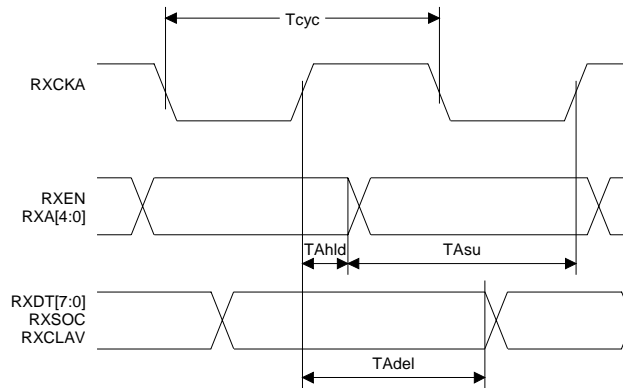 Tcyc
RXCKA
RXEN
RXA[4:0]
TAhld
TAsu
RXDT[7:0]
RXSOC
RXCLAV
TAdel